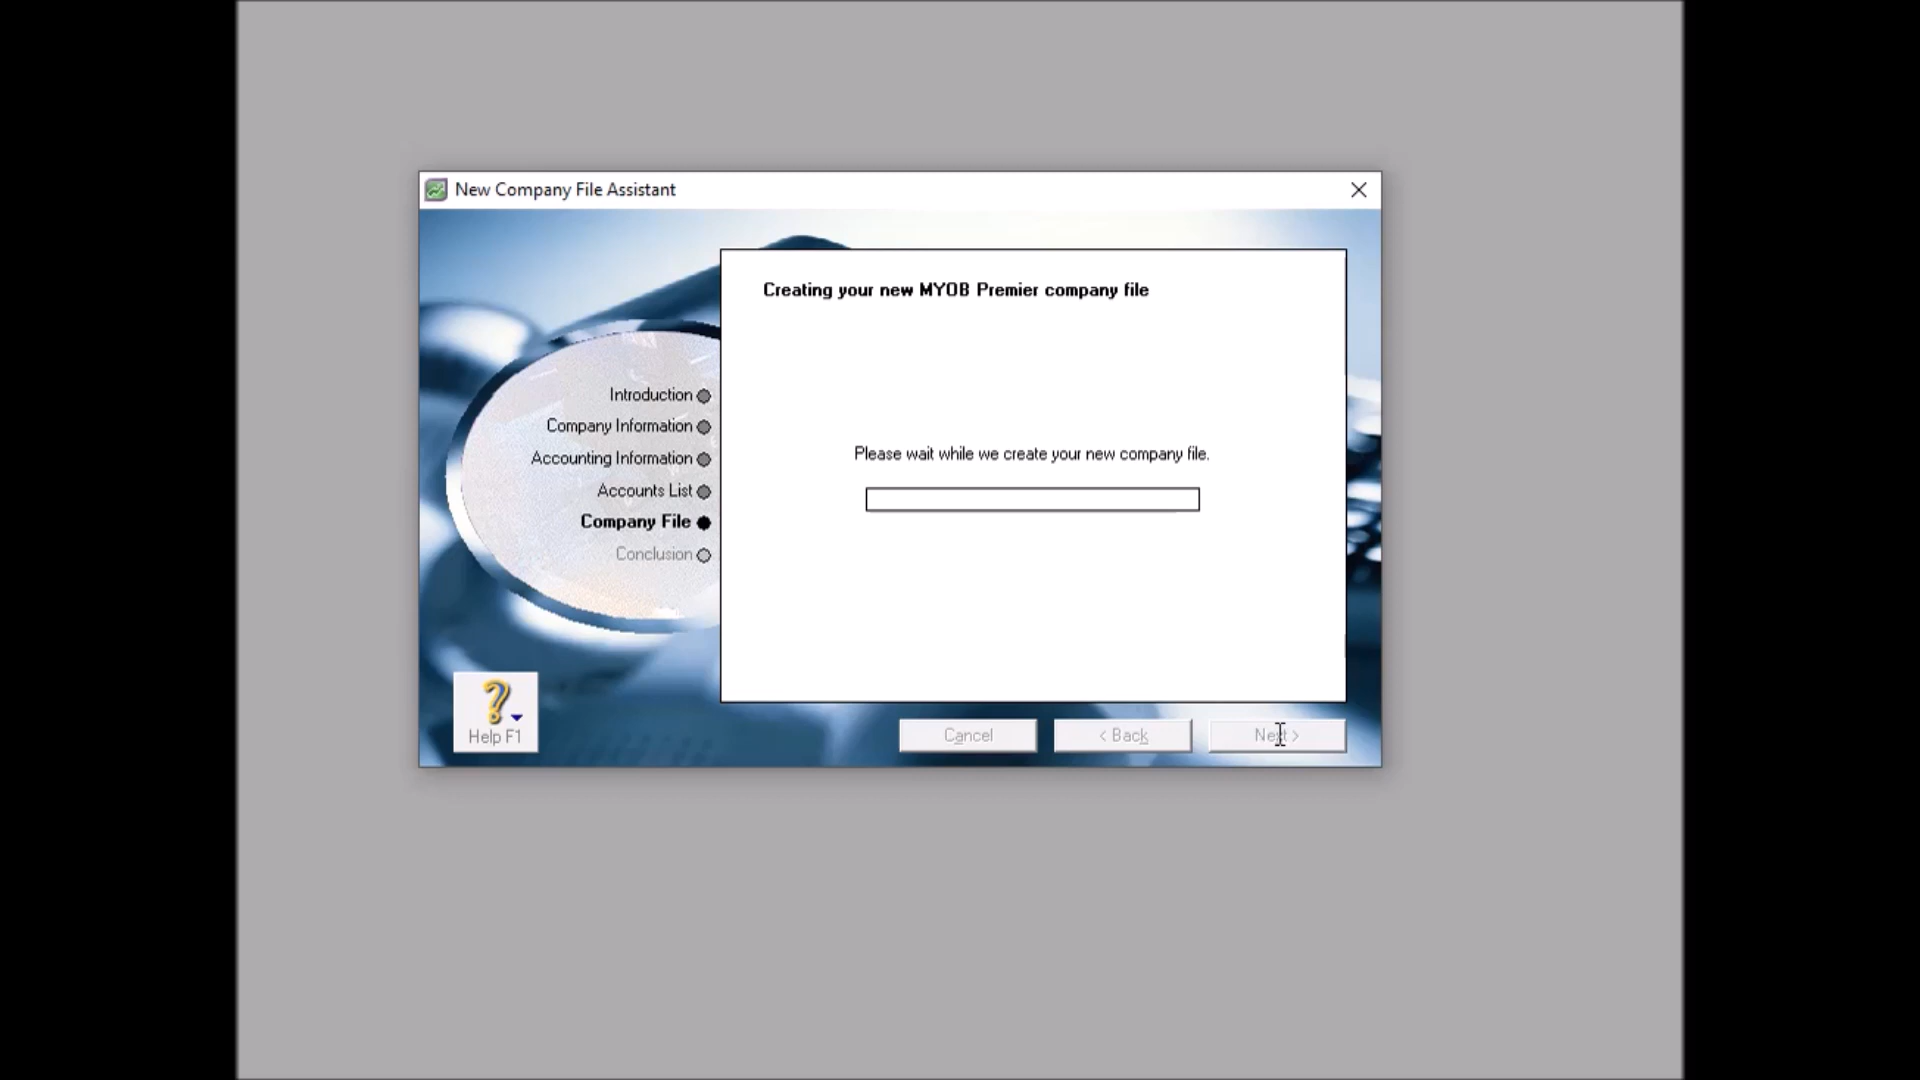 New Company File Assistant
Creating your new MYOB Premier company file
Introduction
Company Information
Accounting Information
Accounts List
Company File
Conclusion
Please wait while we create your new company file.
Help F1
Cancel
< Back
Next >